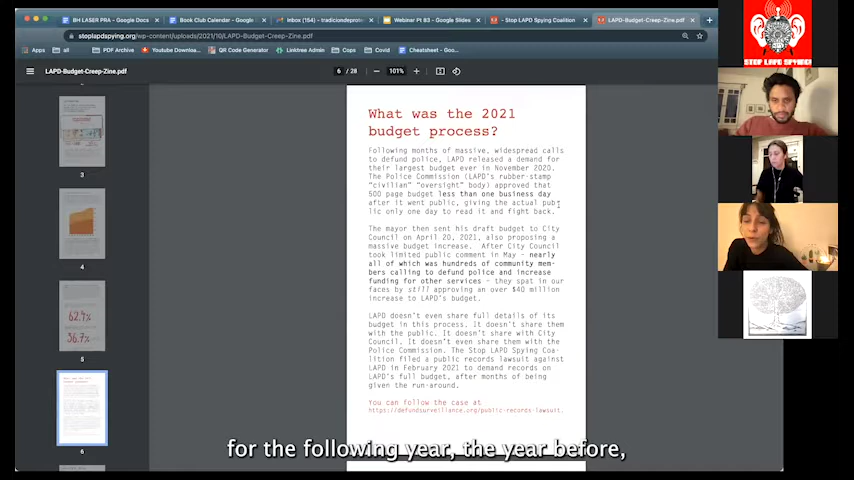 BH LASER PRA - Google Docs
Book Club Calendar - Google S
Webinar Pt 83 - Google Slides
- Stop LAPD Spying Coalition
LAPD-Budget-Creep-Zine.pdf
stoplapdspying.org/wp-content/uploads/2021/10/LAPD-Budget-Creep-Zine.pdf
Apps
all
PDF Archive
Youtube Downloa...
QR Code Generator
Linktree Admin
Cops
Covid
Cheatsheet - Goog...
LAPD-Budget-Creep-Zine.pdf
6 / 28
101%
3
4
62.9%
36.7%
5
6
What was the 2021
budget process?
Following months of massive, widespread calls
to defund police, LAPD released a demand for
their largest budget ever in November 2020.
The Police Commission (LAPD's rubber-stamp
"civilian" "oversight" body) approved that
500 page budget less than one business day
after it went public, giving the actual pub-
lic only one day to read it and fight back.
The mayor then sent his draft budget to City
Council on April 20, 2021, also proposing a
massive budget increase. After City Council
took limited public comment in May - nearly
all of which was hundreds of community mem-
bers calling to defund police and increase
funding for other services - they spat in our
faces by still approving an over $40 million
increase to LAPD's budget.
LAPD doesn't even share full details of its
budget in this process. It doesn't share them
with the public. It doesn't share with City
Council. It doesn't even share them with the
Police Commission. The Stop LAPD Spying Coa-
lition filed a public records lawsuit against
LAPD in February 2021 to demand records on
LAPD's full budget, after months of being
given the run-around.
You can follow the case at
https://defundsurveillance.org/public-records-lawsuit.
STOP LAPD SPYING!
for the following year, the year before,